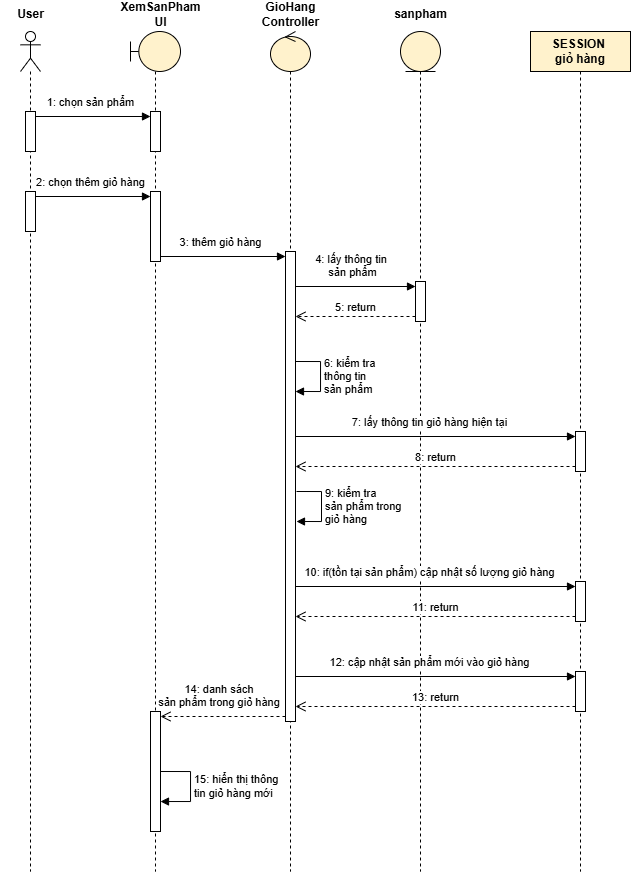 User
XemSanPham
UI
GioHang
Controller
sanpham
SESSION
giỏ hàng
1: chọn sản phẩm
2: chọn thêm giỏ hàng
3: thêm giỏ hàng
4: lấy thông tin
sản phẩm
5: return
6: kiểm tra
thông tin
sản phẩm
7: lấy thông tin giỏ hàng hiện tại
8: return
9: kiểm tra
sản phẩm trong
giỏ hàng
10: if(tồn tại sản phẩm) cập nhật số lượng giỏ hàng
11: return
12: cập nhật sản phẩm mới vào giỏ hàng
13: return
14: danh sách
sản phẩm trong giỏ hàng
15: hiển thị thông
tin giỏ hàng mới